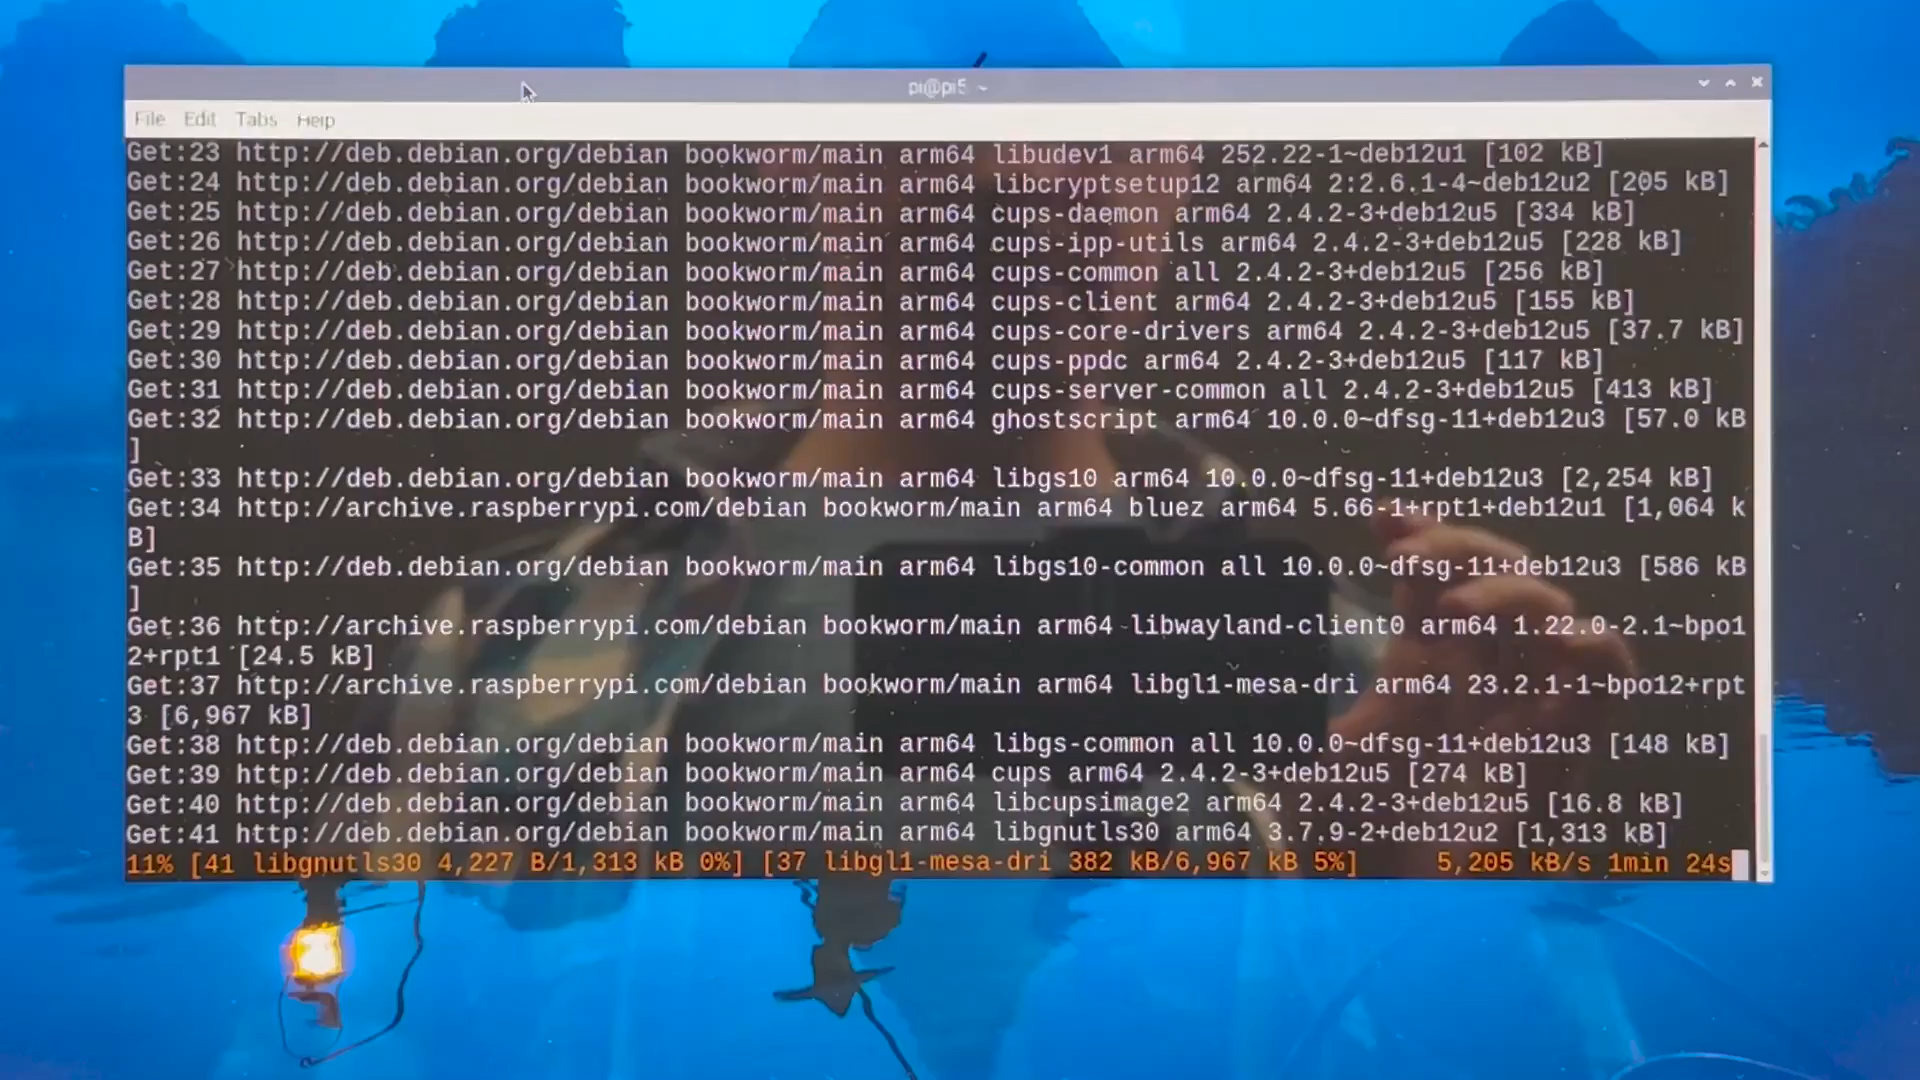 pi@pi5: ~
File Edit Tabs Help
Get:23 http://deb.debian.org/debian bookworm/main arm64 libudev1 arm64 252.22-1~deb12u1 [102 kB]
Get:24 http://deb.debian.org/debian bookworm/main arm64 libcryptsetup12 arm64 2:2.6.1-4~deb12u2 [205 kB]
Get:25 http://deb.debian.org/debian bookworm/main arm64 cups-daemon arm64 2.4.2-3+deb12u5 [334 kB]
Get:26 http://deb.debian.org/debian bookworm/main arm64 cups-ipp-utils arm64 2.4.2-3+deb12u5 [228 kB]
Get:27 http://deb.debian.org/debian bookworm/main arm64 cups-common all 2.4.2-3+deb12u5 [256 kB]
Get:28 http://deb.debian.org/debian bookworm/main arm64 cups-client arm64 2.4.2-3+deb12u5 [155 kB]
Get:29 http://deb.debian.org/debian bookworm/main arm64 cups-core-drivers arm64 2.4.2-3+deb12u5 [37.7 kB]
Get:30 http://deb.debian.org/debian bookworm/main arm64 cups-ppdc arm64 2.4.2-3+deb12u5 [117 kB]
Get:31 http://deb.debian.org/debian bookworm/main arm64 cups-server-common all 2.4.2-3+deb12u5 [413 kB]
Get:32 http://deb.debian.org/debian bookworm/main arm64 ghostscript arm64 10.0.0~dfsg-11+deb12u3 [57.0 kB
]
Get:33 http://deb.debian.org/debian bookworm/main arm64 libgs10 arm64 10.0.0~dfsg-11+deb12u3 [2,254 kB]
Get:34 http://archive.raspberrypi.com/debian bookworm/main arm64 bluez arm64 5.66-1+rpt1+deb12u1 [1,064 k
B]
Get:35 http://deb.debian.org/debian bookworm/main arm64 libgs10-common all 10.0.0~dfsg-11+deb12u3 [586 kB
]
Get:36 http://archive.raspberrypi.com/debian bookworm/main arm64 libwayland-client0 arm64 1.22.0-2.1~bpo1
2+rpt1 [24.5 kB]
Get:37 http://archive.raspberrypi.com/debian bookworm/main arm64 libgl1-mesa-dri arm64 23.2.1-1~bpo12+rpt
3 [6,967 kB]
Get:38 http://deb.debian.org/debian bookworm/main arm64 libgs-common all 10.0.0~dfsg-11+deb12u3 [148 kB]
Get:39 http://deb.debian.org/debian bookworm/main arm64 cups arm64 2.4.2-3+deb12u5 [274 kB]
Get:40 http://deb.debian.org/debian bookworm/main arm64 libcupsimage2 arm64 2.4.2-3+deb12u5 [16.8 kB]
Get:41 http://deb.debian.org/debian bookworm/main arm64 libgnutls30 arm64 3.7.9-2+deb12u2 [1,313 kB]
11% [41 libgnutls30 4,227 B/1,313 kB 0%] [37 libgl1-mesa-dri 382 kB/6,967 kB 5%] 5,205 kB/s 1min 24s